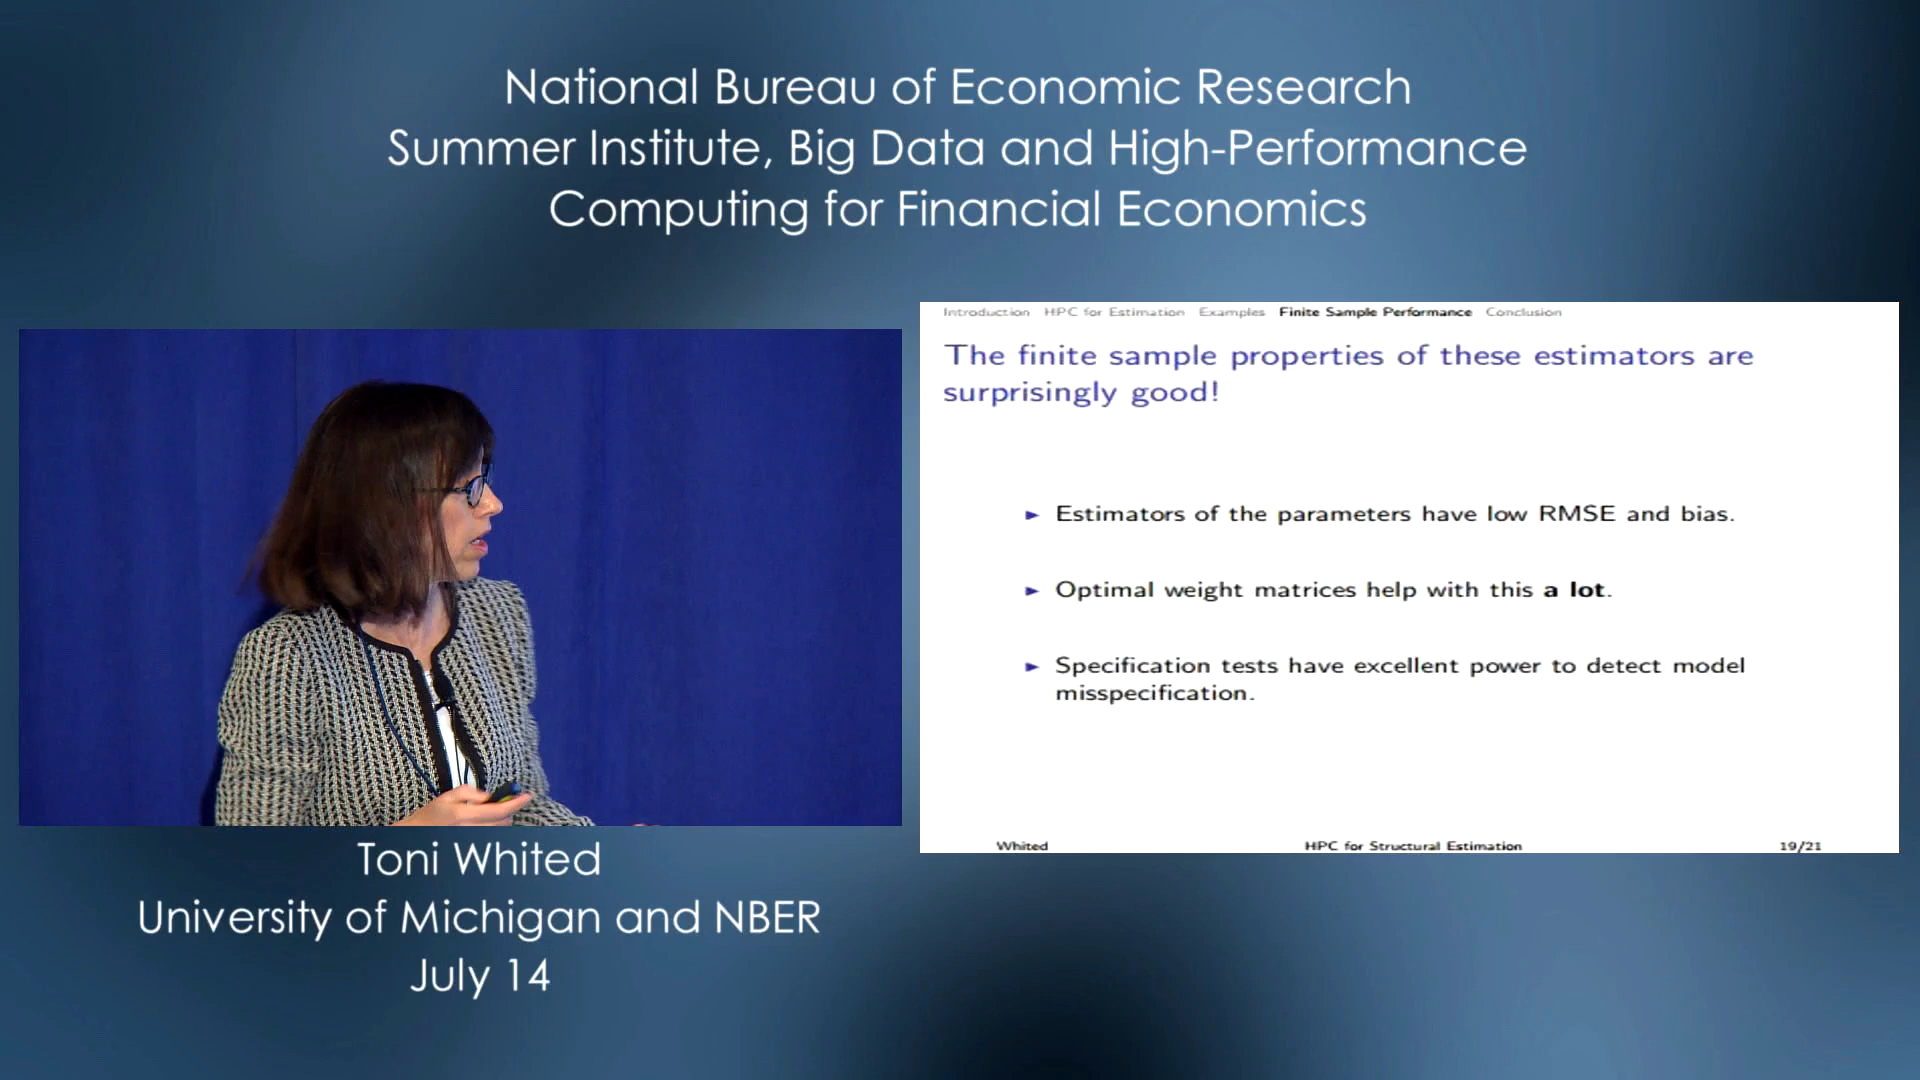 National Bureau of Economic Research
Summer Institute, Big Data and High-Performance
Computing for Financial Economics
Introduction HPC for Estimation Examples Finite Sample Performance Conclusion
The finite sample properties of these estimators are
surprisingly good!
► Estimators of the parameters have low RMSE and bias.
► Optimal weight matrices help with this a lot.
► Specification tests have excellent power to detect model
misspecification.
Whited HPC for Structural Estimation 19/21
Toni Whited
University of Michigan and NBER
July 14